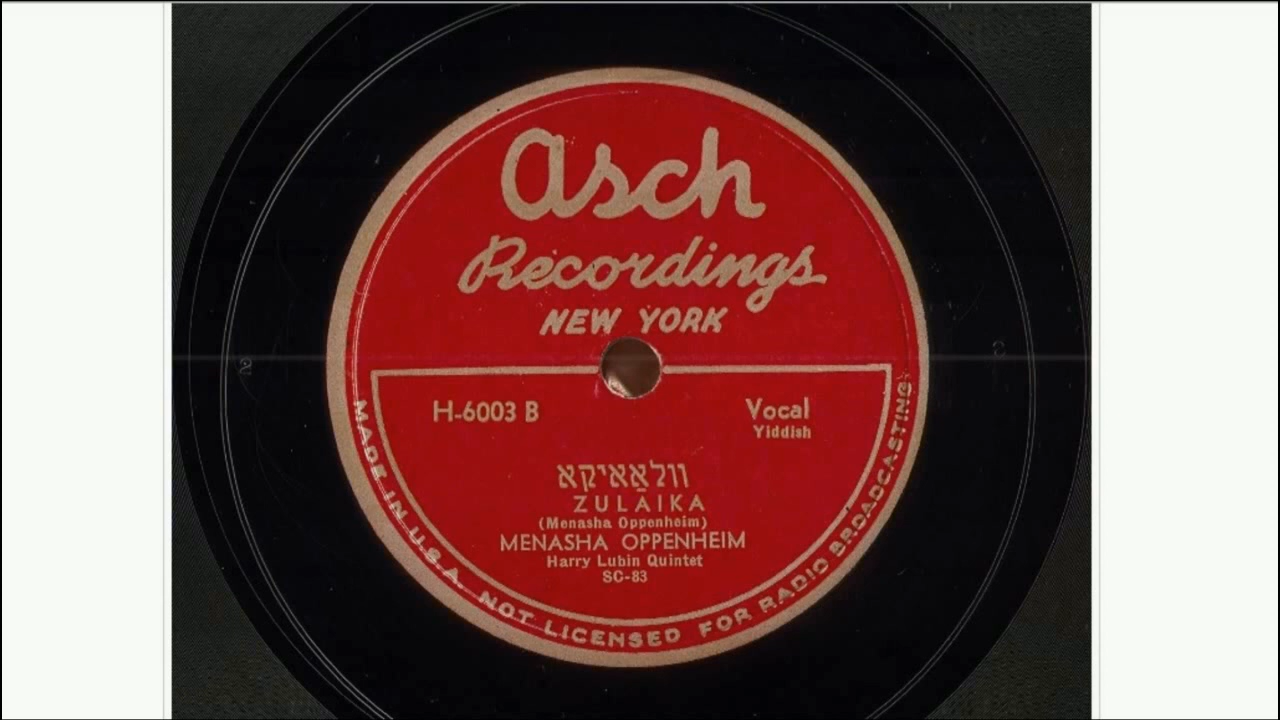 Asch
Recordings
NEW YORK
H-6003 B
Vocal
Yiddish
זולאַאיקא
ZULAIKA
(Menasha Oppenheim)
MENASHA OPPENHEIM
Harry Lubin Quintet
SC-83
MADE IN U.S.A. NOT LICENSED FOR RADIO BROADCASTING